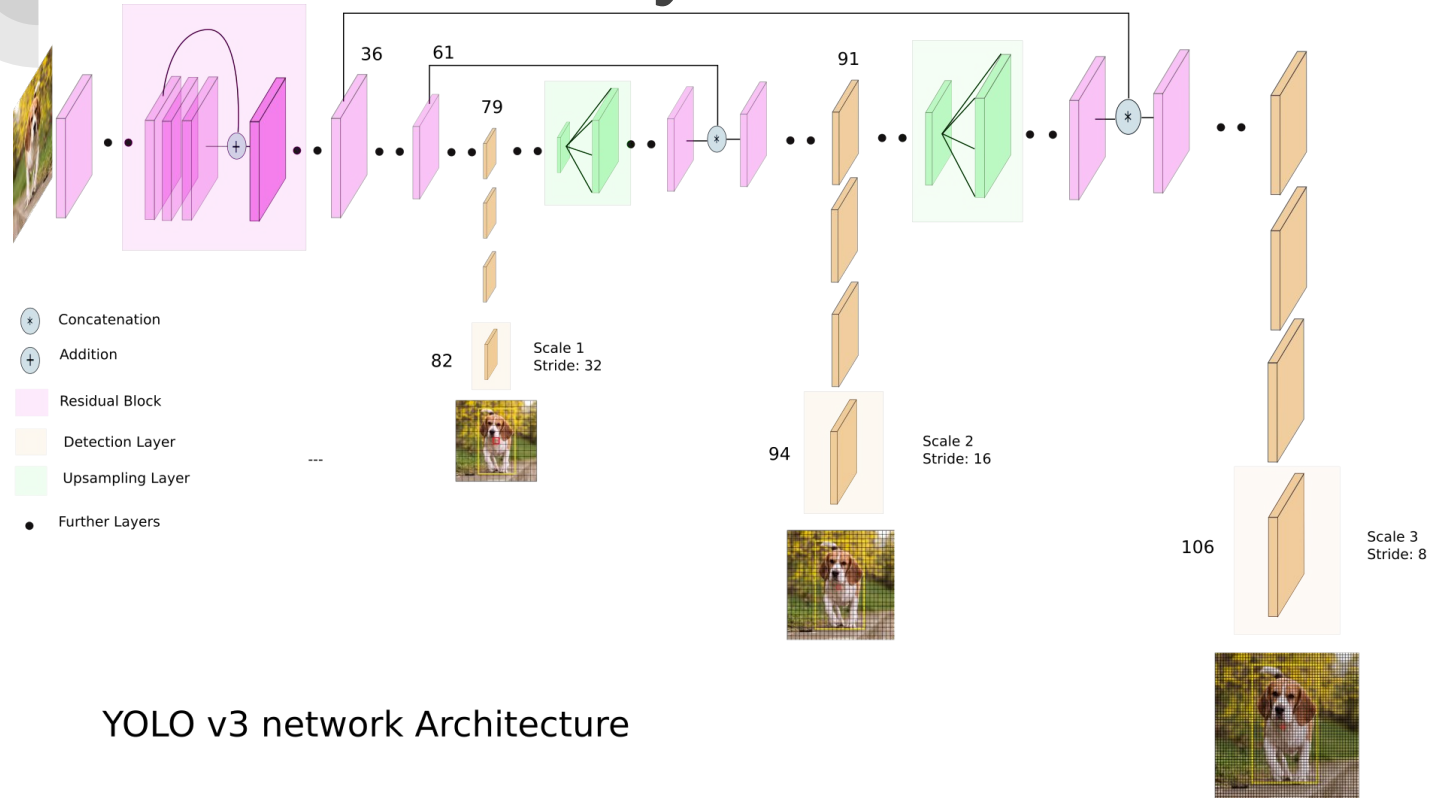 36
61
79
91
Concatenation
Addition
Residual Block
Detection Layer
Upsampling Layer
Further Layers
---
82
Scale 1
Stride: 32
94
Scale 2
Stride: 16
106
Scale 3
Stride: 8
YOLO v3 network Architecture